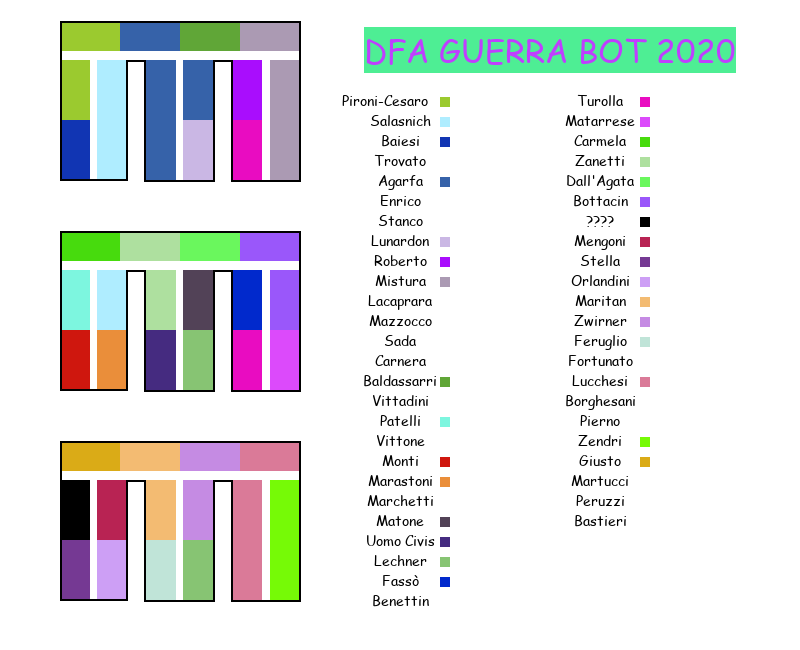 DFA GUERRA BOT 2020
Pironi-Cesaro
Salasnich
Baiesi
Trovato
Agarfa
Enrico
Stanco
Lunardon
Roberto
Mistura
Lacaprara
Mazzocco
Sada
Carnera
Baldassarri
Vittadini
Patelli
Vittone
Monti
Marastoni
Marchetti
Matone
Uomo Civis
Lechner
Fassò
Benettin
Turolla
Matarrese
Carmela
Zanetti
Dall'Agata
Bottacin
????
Mengoni
Stella
Orlandini
Maritan
Zwirner
Feruglio
Fortunato
Lucchesi
Borghesani
Pierno
Zendri
Giusto
Martucci
Peruzzi
Bastieri